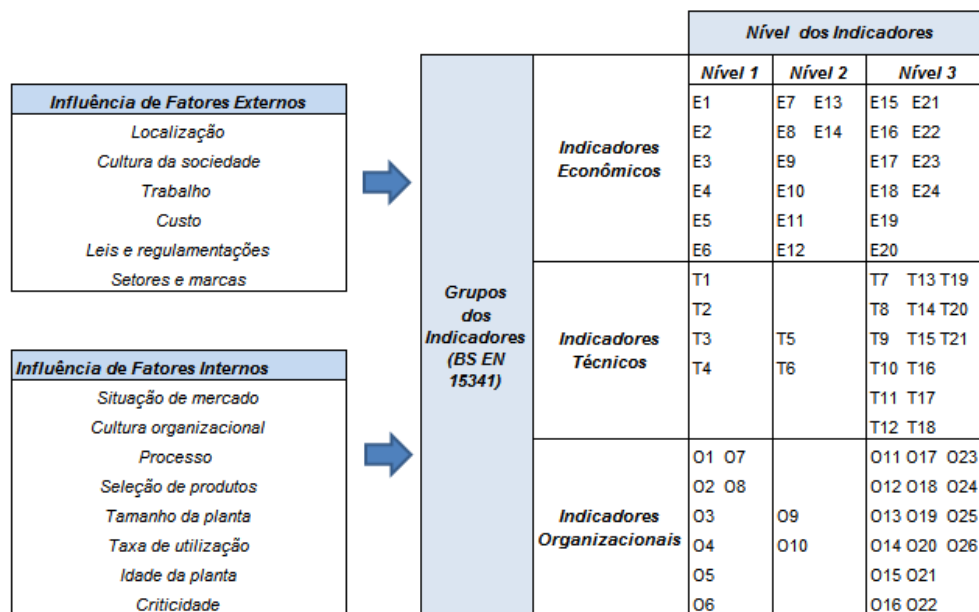 Nível dos Indicadores
Nível 1 Nível 2 Nível 3
Influência de Fatores Externos
Localização
Cultura da sociedade
Trabalho
Custo
Leis e regulamentações
Setores e marcas
Influência de Fatores Internos
Situação de mercado
Cultura organizacional
Processo
Seleção de produtos
Tamanho da planta
Taxa de utilização
Idade da planta
Criticidade
Grupos
dos
Indicadores
(BS EN
15341)
Indicadores
Econômicos
E1 E7 E13 E15 E21
E2 E8 E14 E16 E22
E3 E9 E17 E23
E4 E10 E18 E24
E5 E11 E19
E6 E12 E20
Indicadores
Técnicos
T1 T7 T13 T19
T2 T8 T14 T20
T3 T5 T9 T15 T21
T4 T6 T10 T16
T11 T17
T12 T18
Indicadores
Organizacionais
O1 O7 O11 O17 O23
O2 O8 O12 O18 O24
O3 O9 O13 O19 O25
O4 O10 O14 O20 O26
O5 O15 O21
O6 O16 O22